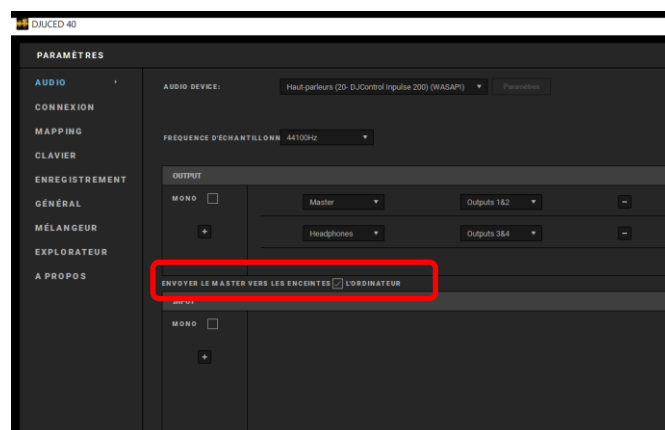 DJUCED 40
PARAMÈTRES
AUDIO
CONNEXION
MAPPING
CLAVIER
ENREGISTREMENT
GÉNÉRAL
MÉLANGEUR
EXPLORATEUR
A PROPOS
AUDIO DEVICE: Haut-parleurs (20- DJControl Inpulse 200) (WASAPI) Paramètres
FRÉQUENCE D'ÉCHANTILLONN 44100Hz
OUTPUT
MONO Master Outputs 1&2 -
+ Headphones Outputs 3&4 -
ENVOYER LE MASTER VERS LES ENCEINTES L'ORDINATEUR
INPUT
MONO
+